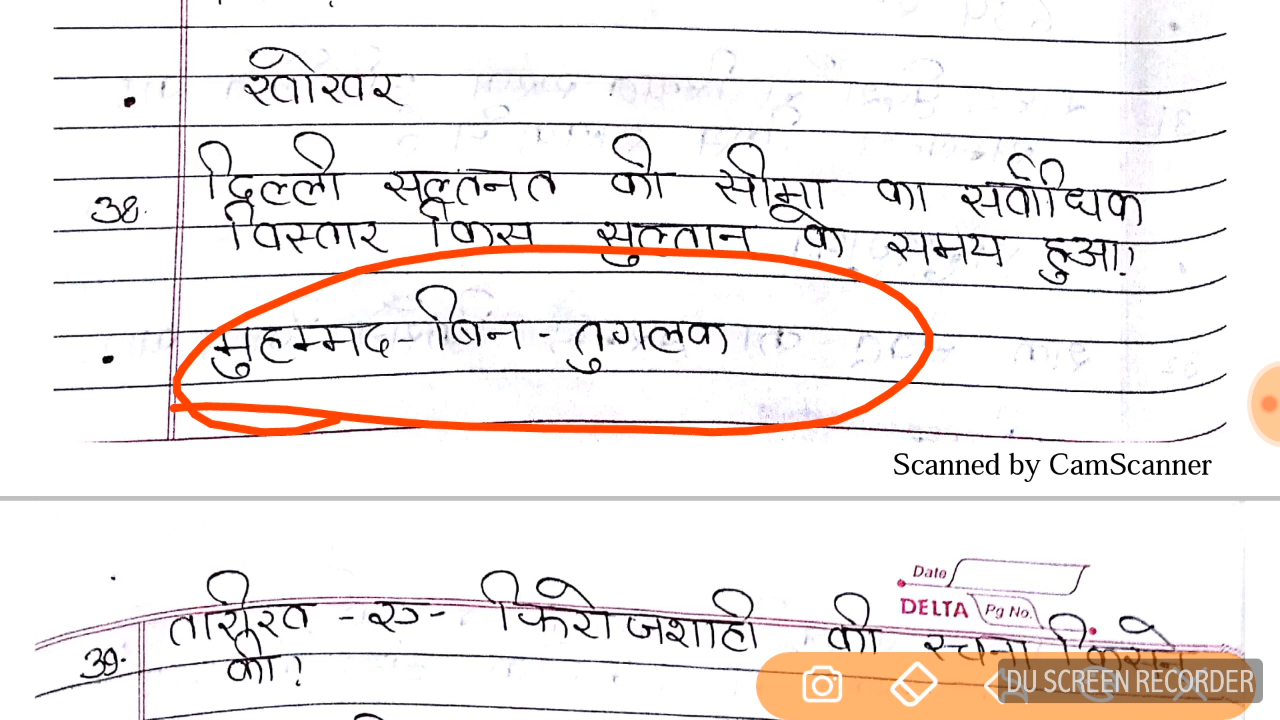 खोखर
38. दिल्ली सल्तनत की सीमा का सर्वाधिक
विस्तार किस सुल्तान के समय हुआ?
मुहम्मद-बिन-तुगलक
Scanned by CamScanner
Date
DELTA Pg No.
39. तारीख -ए- फिरोजशाही की रचना किसने
की?
DU SCREEN RECORDER